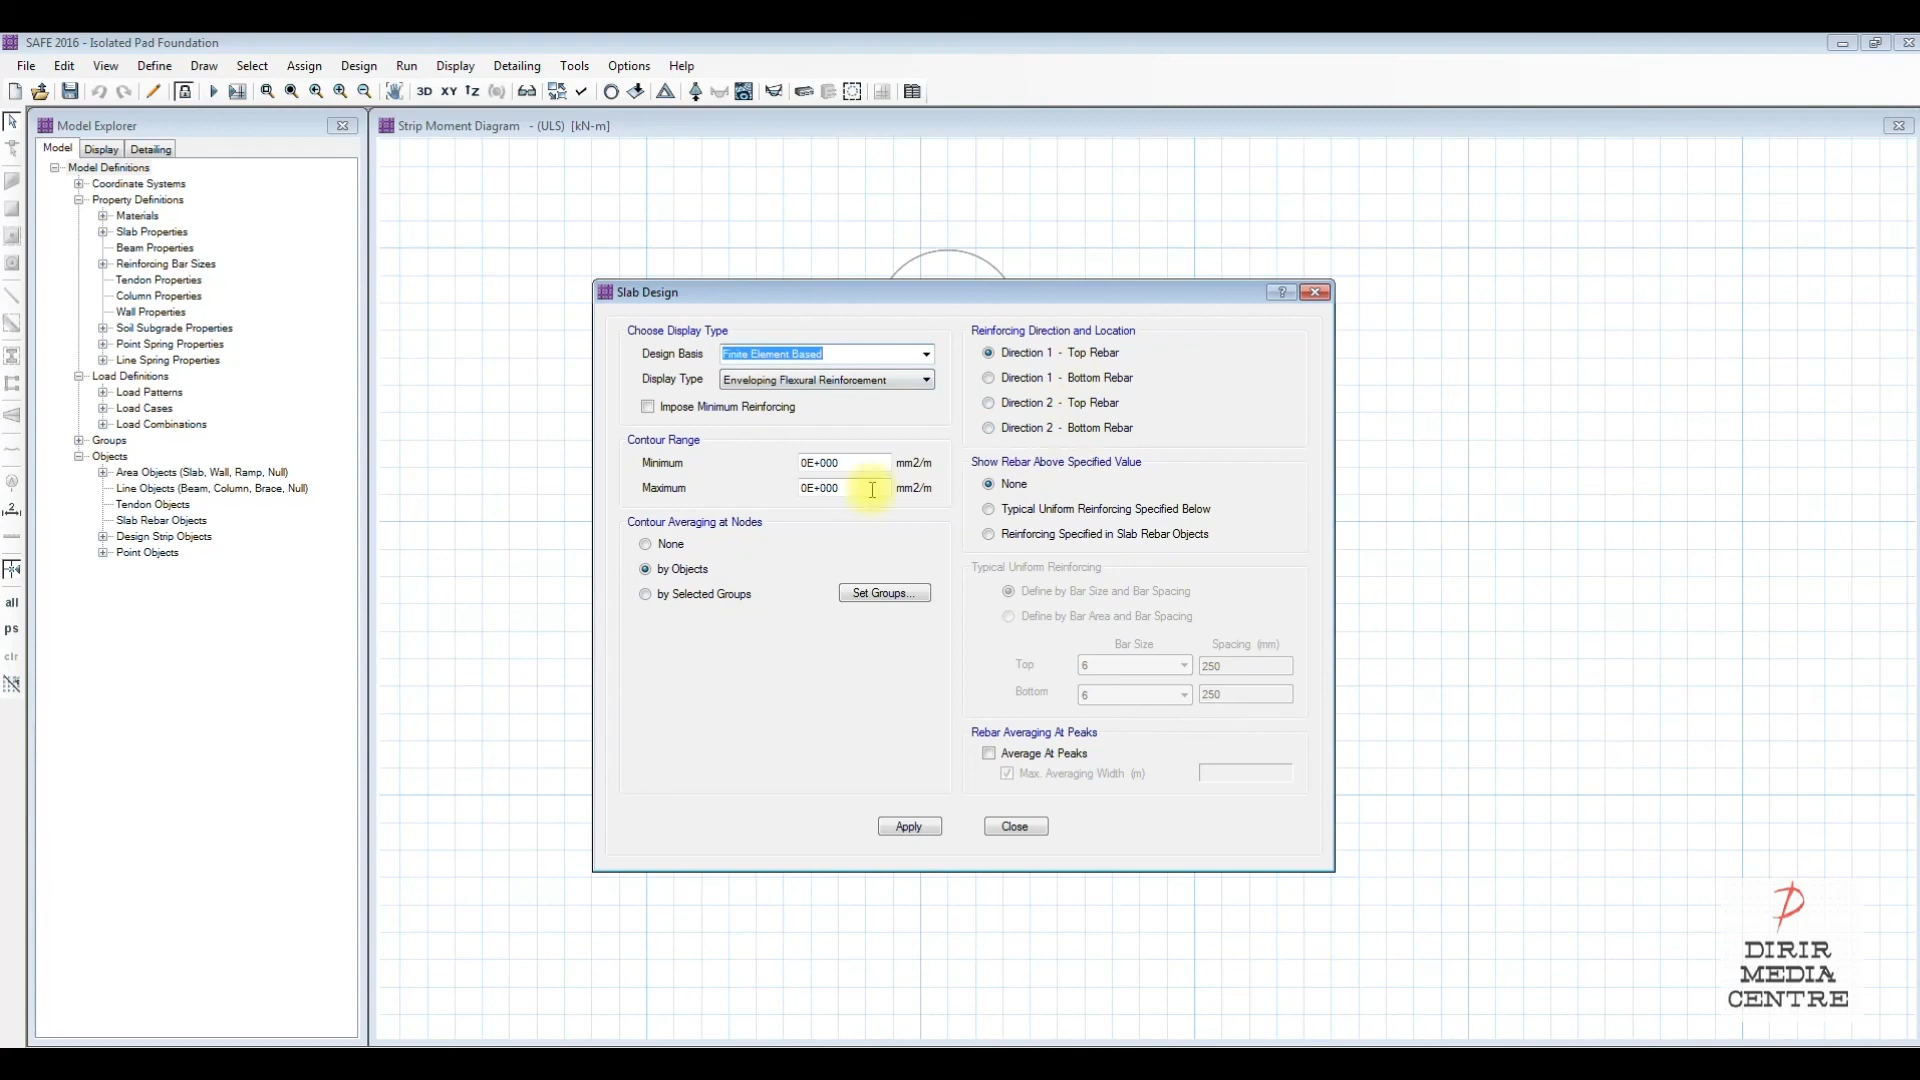 SAFE 2016 - Isolated Pad Foundation
File Edit View Define Draw Select Assign Design Run Display Detailing Tools Options Help
3D XY
Model Explorer
Model Display Detailing
Model Definitions
Coordinate Systems
Property Definitions
Materials
Slab Properties
Beam Properties
Reinforcing Bar Sizes
Tendon Properties
Column Properties
Wall Properties
Soil Subgrade Properties
Point Spring Properties
Line Spring Properties
Load Definitions
Load Patterns
Load Cases
Load Combinations
Groups
Objects
Area Objects (Slab, Wall, Ramp, Null)
Line Objects (Beam, Column, Brace, Null)
Tendon Objects
Slab Rebar Objects
Design Strip Objects
Point Objects
all
ps
clr
Strip Moment Diagram - (ULS) [kN-m]
Slab Design
Choose Display Type
Design Basis Finite Element Based
Display Type Enveloping Flexural Reinforcement
Impose Minimum Reinforcing
Contour Range
Minimum 0E+000 mm2/m
Maximum 0E+000 mm2/m
Contour Averaging at Nodes
None
by Objects
by Selected Groups Set Groups...
Reinforcing Direction and Location
Direction 1 - Top Rebar
Direction 1 - Bottom Rebar
Direction 2 - Top Rebar
Direction 2 - Bottom Rebar
Show Rebar Above Specified Value
None
Typical Uniform Reinforcing Specified Below
Reinforcing Specified in Slab Rebar Objects
Typical Uniform Reinforcing
Define by Bar Size and Bar Spacing
Define by Bar Area and Bar Spacing
Bar Size Spacing (mm)
Top 6 250
Bottom 6 250
Rebar Averaging At Peaks
Average At Peaks
Max. Averaging Width (m)
Apply Close
DIRIR
MEDIA
CENTRE